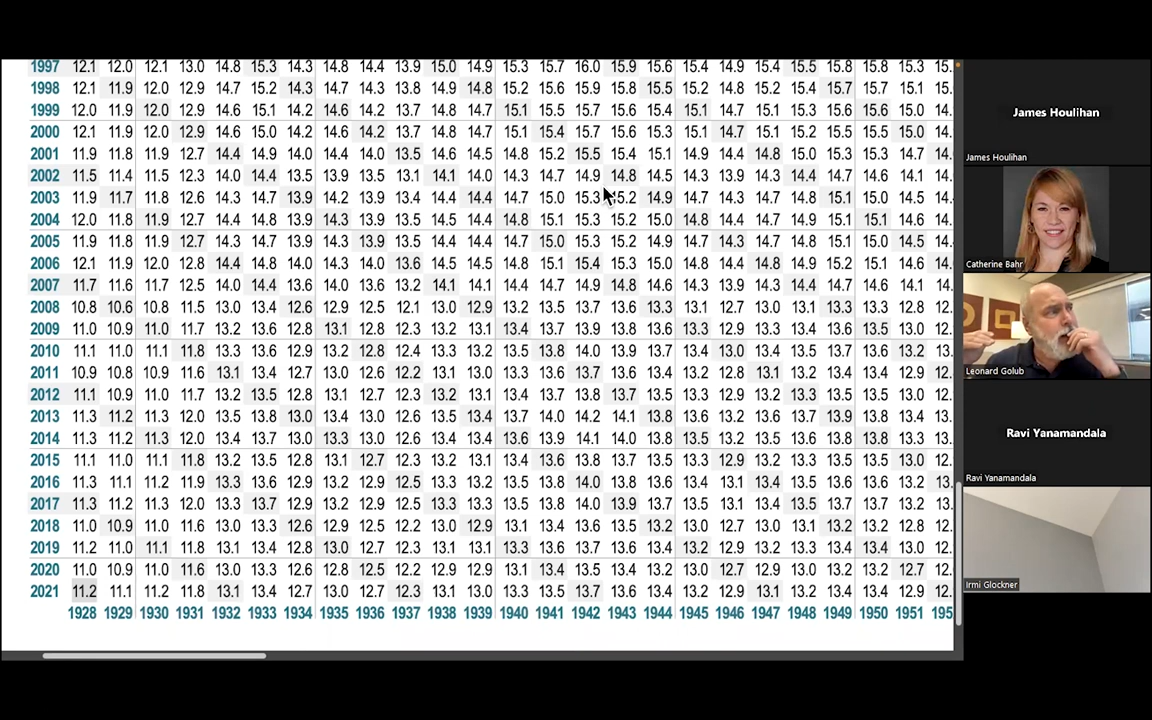 1997 12.1 12.0 12.1 13.0 14.8 15.3 14.3 14.8 14.4 13.9 15.0 14.9 15.3 15.7 16.0 15.9 15.6 15.4 14.9 15.4 15.5 15.8 15.3 15.
1998 12.1 11.9 12.0 12.9 14.7 15.2 14.3 14.7 14.3 13.8 14.9 14.8 15.2 15.6 15.9 15.8 15.5 15.2 14.8 15.2 15.4 15.7 15.7 15.1 15.
1999 12.0 11.9 12.0 12.9 14.6 15.1 14.2 14.6 14.2 13.7 14.8 14.7 15.1 15.5 15.7 15.6 15.4 15.1 14.7 15.1 15.3 15.6 15.6 15.0 14.
2000 12.1 11.9 12.0 12.9 14.6 15.0 14.2 14.6 14.2 13.7 14.8 14.7 15.1 15.4 15.7 15.6 15.3 15.1 14.7 15.1 15.2 15.5 15.5 15.0 14.
2001 11.9 11.8 11.9 12.7 14.4 14.9 14.0 14.4 14.0 13.5 14.6 14.5 14.8 15.2 15.5 15.4 15.1 14.9 14.4 14.8 15.0 15.3 15.3 14.7 14.
2002 11.5 11.4 11.5 12.3 14.0 14.4 13.5 13.9 13.5 13.1 14.1 14.0 14.3 14.7 14.9 14.8 14.5 14.3 13.9 14.3 14.4 14.7 14.6 14.1 14.
2003 11.9 11.7 11.8 12.6 14.3 14.7 13.9 14.2 13.9 13.4 14.4 14.4 14.7 15.0 15.3 15.2 14.9 14.7 14.3 14.7 14.8 15.1 15.0 14.5 14.
2004 12.0 11.8 11.9 12.7 14.4 14.8 13.9 14.3 13.9 13.5 14.5 14.4 14.8 15.1 15.3 15.2 15.0 14.8 14.4 14.7 14.9 15.1 15.1 14.6 14.
2005 11.9 11.8 11.9 12.7 14.3 14.7 13.9 14.3 13.9 13.5 14.4 14.4 14.7 15.0 15.3 15.2 14.9 14.7 14.3 14.7 14.8 15.1 15.0 14.5 14.
2006 12.1 11.9 12.0 12.8 14.4 14.8 14.0 14.3 14.0 13.6 14.5 14.5 14.8 15.1 15.4 15.3 15.0 14.8 14.4 14.8 14.9 15.2 15.1 14.6 14.
2007 11.7 11.6 11.7 12.5 14.0 14.4 13.6 14.0 13.6 13.2 14.1 14.1 14.4 14.7 14.9 14.8 14.6 14.3 13.9 14.3 14.4 14.7 14.6 14.1 14.
2008 10.8 10.6 10.8 11.5 13.0 13.4 12.6 12.9 12.5 12.1 13.0 12.9 13.2 13.5 13.7 13.6 13.3 13.1 12.7 13.0 13.1 13.3 13.3 12.8 12.
2009 11.0 10.9 11.0 11.7 13.2 13.6 12.8 13.1 12.8 12.3 13.2 13.1 13.4 13.7 13.9 13.8 13.6 13.3 12.9 13.3 13.4 13.6 13.5 13.0 12.
2010 11.1 11.0 11.1 11.8 13.3 13.6 12.9 13.2 12.8 12.4 13.3 13.2 13.5 13.8 14.0 13.9 13.7 13.4 13.0 13.4 13.5 13.7 13.6 13.2 13.
2011 10.9 10.8 10.9 11.6 13.1 13.4 12.7 13.0 12.6 12.2 13.1 13.0 13.3 13.6 13.7 13.6 13.4 13.2 12.8 13.1 13.2 13.4 13.4 12.9 12.
2012 11.1 10.9 11.0 11.7 13.2 13.5 12.8 13.1 12.7 12.3 13.2 13.1 13.4 13.7 13.8 13.7 13.5 13.3 12.9 13.2 13.3 13.5 13.5 13.0 12.
2013 11.3 11.2 11.3 12.0 13.5 13.8 13.0 13.4 13.0 12.6 13.5 13.4 13.7 14.0 14.2 14.1 13.8 13.6 13.2 13.6 13.7 13.9 13.8 13.4 13.
2014 11.3 11.2 11.3 12.0 13.4 13.7 13.0 13.3 13.0 12.6 13.4 13.4 13.6 13.9 14.1 14.0 13.8 13.5 13.2 13.5 13.6 13.8 13.8 13.3 13.
2015 11.1 11.0 11.1 11.8 13.2 13.5 12.8 13.1 12.7 12.3 13.2 13.1 13.4 13.6 13.8 13.7 13.5 13.3 12.9 13.2 13.3 13.5 13.5 13.0 12.
2016 11.3 11.1 11.2 11.9 13.3 13.6 12.9 13.2 12.9 12.5 13.3 13.2 13.5 13.8 14.0 13.8 13.6 13.4 13.1 13.4 13.5 13.6 13.6 13.2 13.
2017 11.3 11.2 11.3 12.0 13.3 13.7 12.9 13.2 12.9 12.5 13.3 13.3 13.5 13.8 14.0 13.9 13.7 13.5 13.1 13.4 13.5 13.7 13.7 13.2 13.
2018 11.0 10.9 11.0 11.6 13.0 13.3 12.6 12.9 12.5 12.2 13.0 12.9 13.1 13.4 13.6 13.5 13.2 13.0 12.7 13.0 13.1 13.2 13.2 12.8 12.
2019 11.2 11.0 11.1 11.8 13.1 13.4 12.8 13.0 12.7 12.3 13.1 13.1 13.3 13.6 13.7 13.6 13.4 13.2 12.9 13.2 13.3 13.4 13.4 13.0 12.
2020 11.0 10.9 11.0 11.6 13.0 13.3 12.6 12.8 12.5 12.2 12.9 12.9 13.1 13.4 13.5 13.4 13.2 13.0 12.7 12.9 13.0 13.2 13.2 12.7 12.
2021 11.2 11.1 11.2 11.8 13.1 13.4 12.7 13.0 12.7 12.3 13.1 13.0 13.3 13.5 13.7 13.6 13.4 13.2 12.9 13.1 13.2 13.4 13.4 12.9 12.
1928 1929 1930 1931 1932 1933 1934 1935 1936 1937 1938 1939 1940 1941 1942 1943 1944 1945 1946 1947 1948 1949 1950 1951 195
James Houlihan
James Houlihan
Catherine Bahr
Leonard Golub
Ravi Yanamandala
Ravi Yanamandala
Irmi Glockner